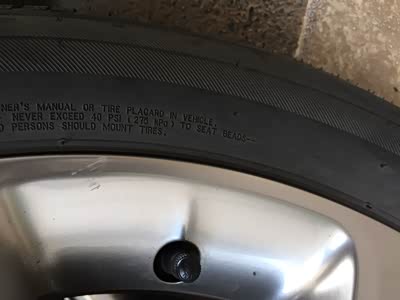 NER'S MANUAL OR TIRE PLACARD IN VEHICLE.
NEVER EXCEED 40 PSI (275 KPa) TO SEAT BEADS--
PERSONS SHOULD MOUNT TIRES.